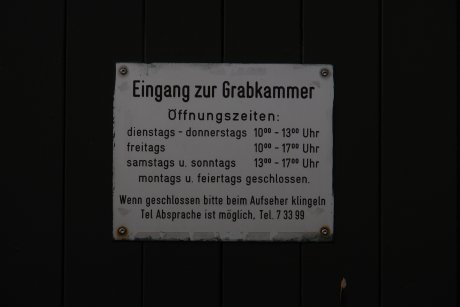 Eingang zur Grabkammer
Öffnungszeiten:
dienstags - donnerstags 10⁰⁰ - 13⁰⁰ Uhr
freitags 10⁰⁰ - 17⁰⁰ Uhr
samstags u. sonntags 13⁰⁰ - 17⁰⁰ Uhr
montags u. feiertags geschlossen.
Wenn geschlossen bitte beim Aufseher klingeln
Tel Absprache ist möglich, Tel. 7 33 99